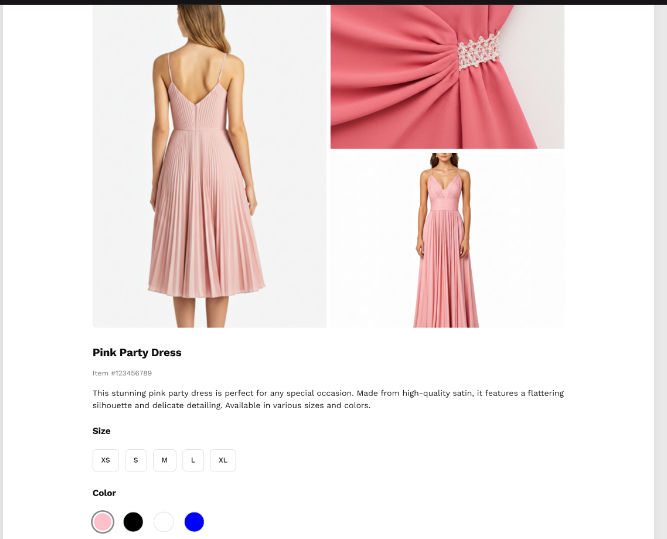 Pink Party Dress
Item #123456789
This stunning pink party dress is perfect for any special occasion. Made from high-quality satin, it features a flattering
silhouette and delicate detailing. Available in various sizes and colors.
Size
XS S M L XL
Color